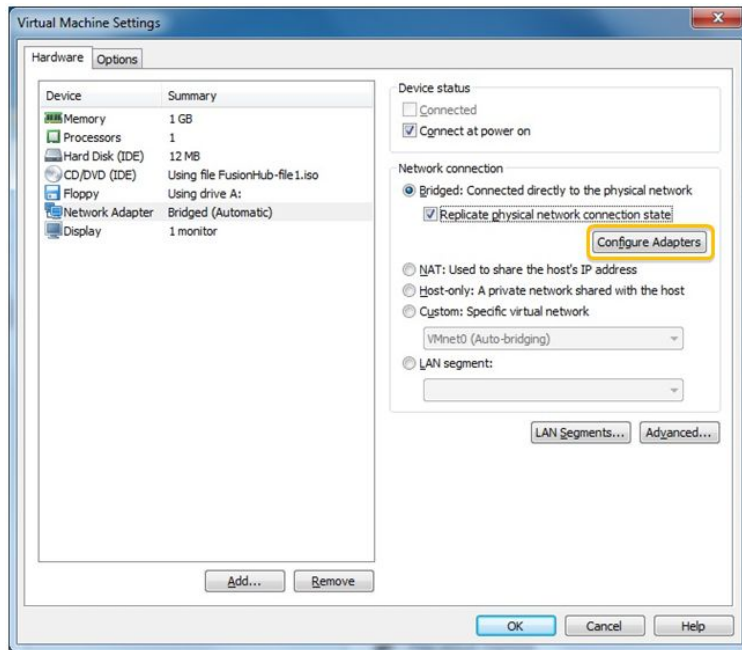 Virtual Machine Settings
Hardware
Options
Device Summary
Memory 1 GB
Processors 1
Hard Disk (IDE) 12 MB
CD/DVD (IDE) Using file FusionHub-file1.iso
Floppy Using drive A:
Network Adapter Bridged (Automatic)
Display 1 monitor
Add...
Remove
Device status
Connected
Connect at power on
Network connection
Bridged: Connected directly to the physical network
Replicate physical network connection state
Configure Adapters
NAT: Used to share the host's IP address
Host-only: A private network shared with the host
Custom: Specific virtual network
VMnet0 (Auto-bridging)
LAN segment:
LAN Segments...
Advanced...
OK
Cancel
Help